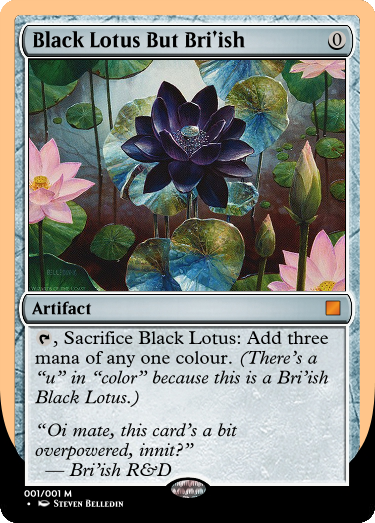 Black Lotus But Bri'ish 0
Artifact
, Sacrifice Black Lotus: Add three
mana of any one colour. (There's a
"u" in "color" because this is a Bri'ish
Black Lotus.)
"Oi mate, this card's a bit
overpowered, innit?"
— Bri'ish R&D
001/001 M
• Steven Belledin